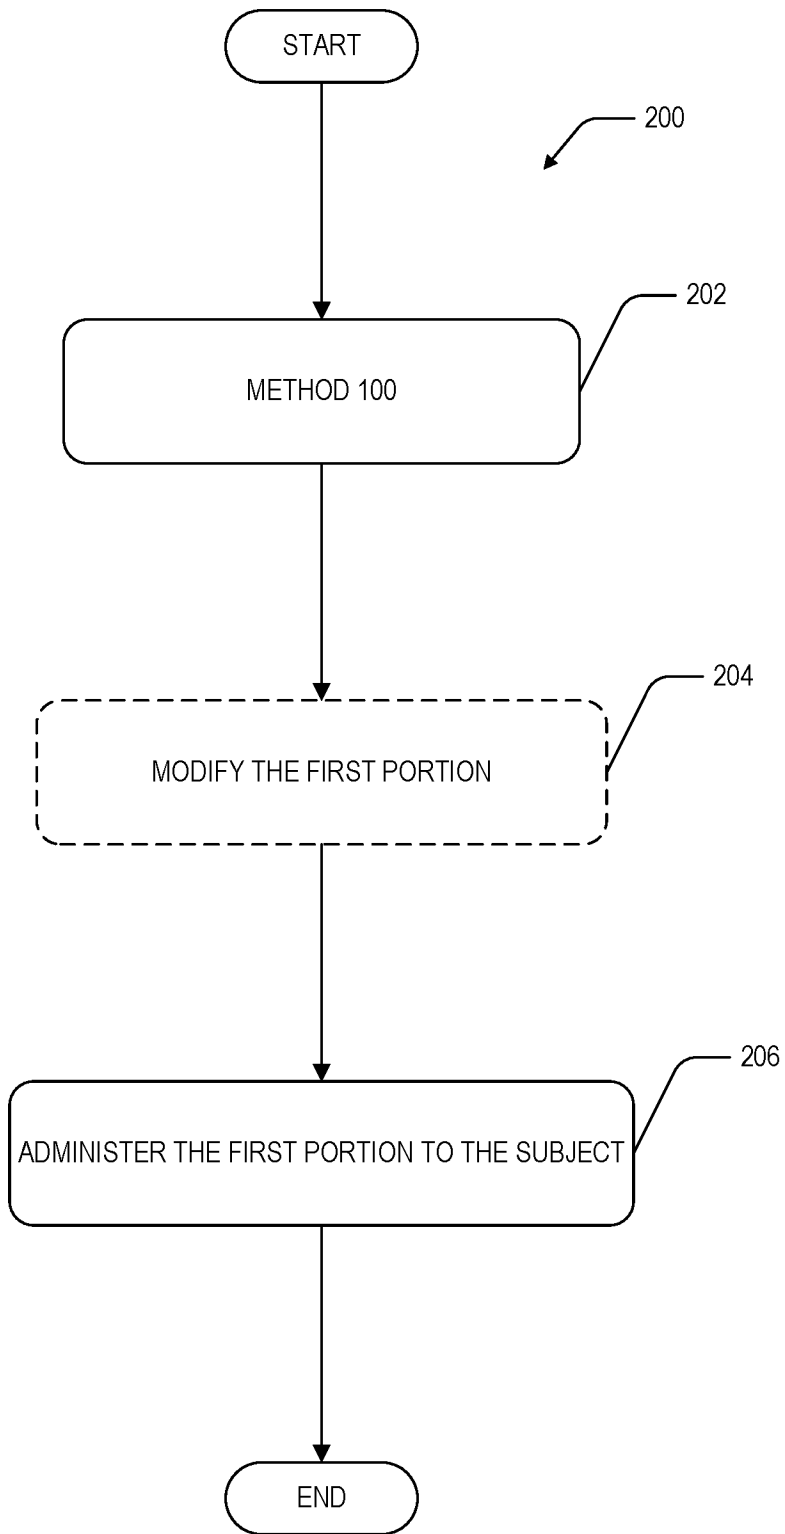 START
200
202
METHOD 100
204
MODIFY THE FIRST PORTION
206
ADMINISTER THE FIRST PORTION TO THE SUBJECT
END